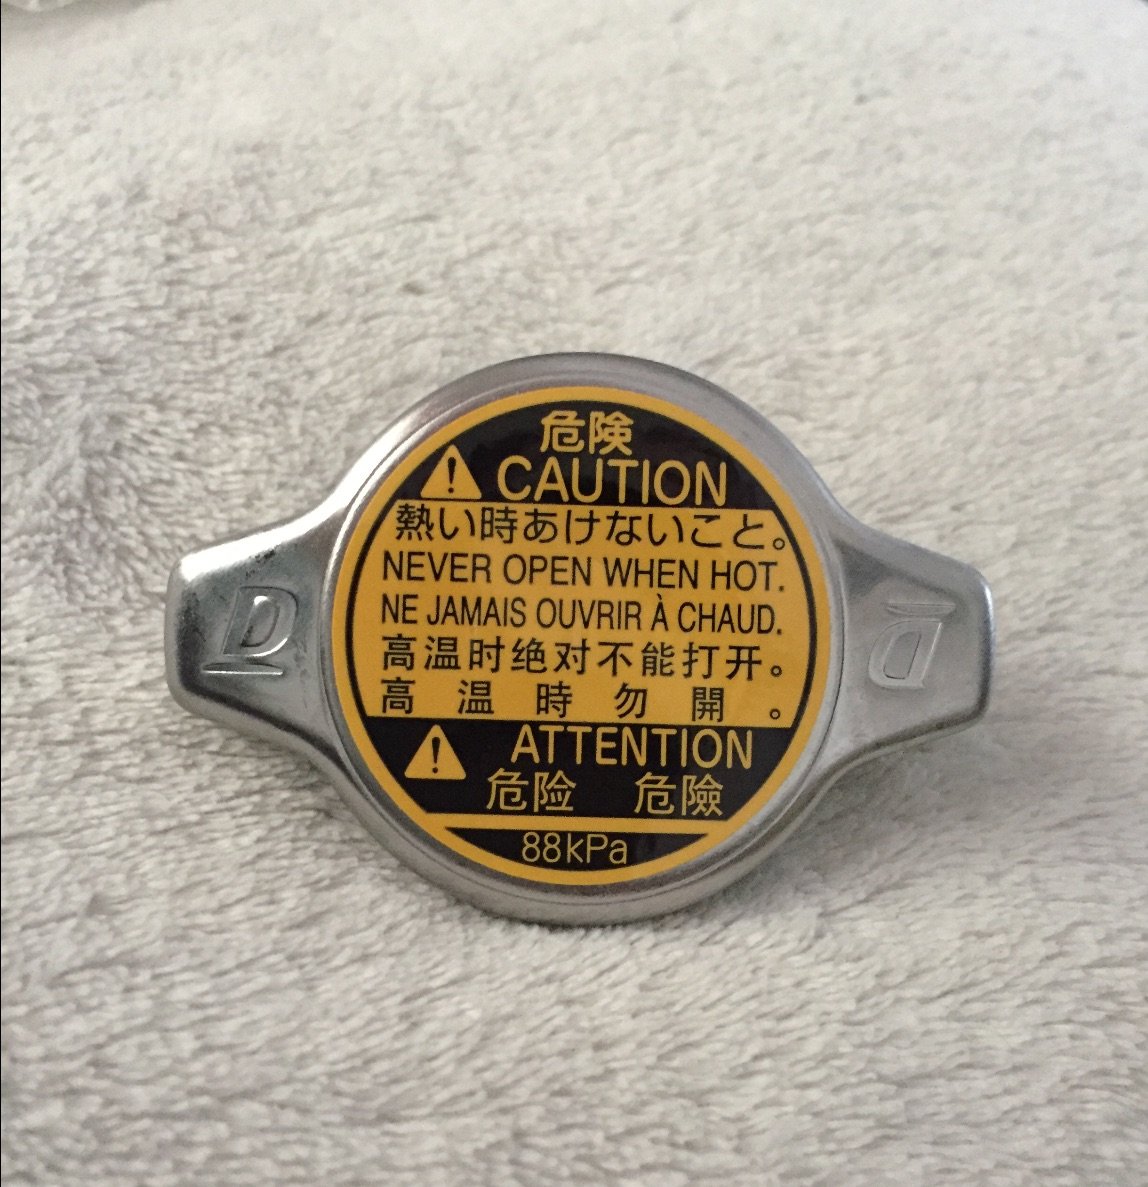 危険
CAUTION
熱い時あけないこと。
NEVER OPEN WHEN HOT.
NE JAMAIS OUVRIR À CHAUD.
高温时绝对不能打开。
高温時勿開。
ATTENTION
危险 危險
88kPa
D
D